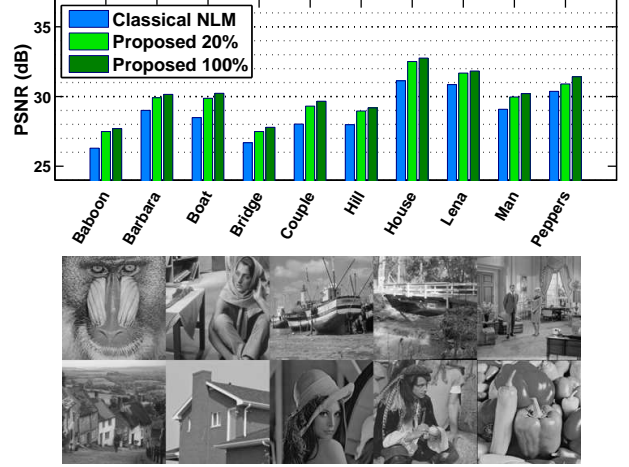 35
30
25
PSNR (dB)
Classical NLM
Proposed 20%
Proposed 100%
Baboon
Barbara
Boat
Bridge
Couple
Hill
House
Lena
Man
Peppers